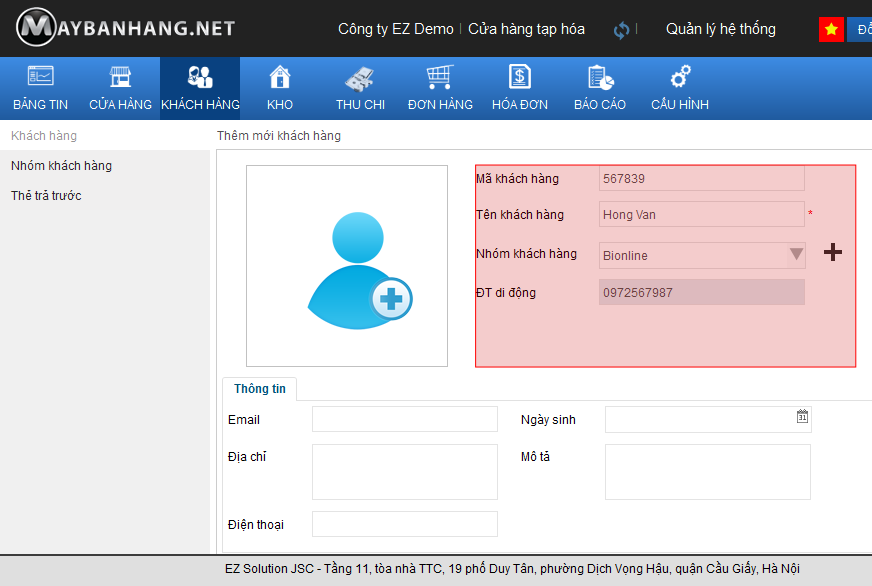 MAYBANHANG.NET
Công ty EZ Demo | Cửa hàng tạp hóa | Quản lý hệ thống
BẢNG TIN CỬA HÀNG KHÁCH HÀNG KHO THU CHI ĐƠN HÀNG HÓA ĐƠN BÁO CÁO CẤU HÌNH
Khách hàng
Nhóm khách hàng
Thẻ trả trước
Thêm mới khách hàng
Mã khách hàng 567839
Tên khách hàng Hong Van *
Nhóm khách hàng Bionline
ĐT di động 0972567987
Thông tin
Email
Ngày sinh 31
Địa chỉ
Mô tả
Điện thoại
EZ Solution JSC - Tầng 11, tòa nhà TTC, 19 phố Duy Tân, phường Dịch Vọng Hậu, quận Cầu Giấy, Hà Nội